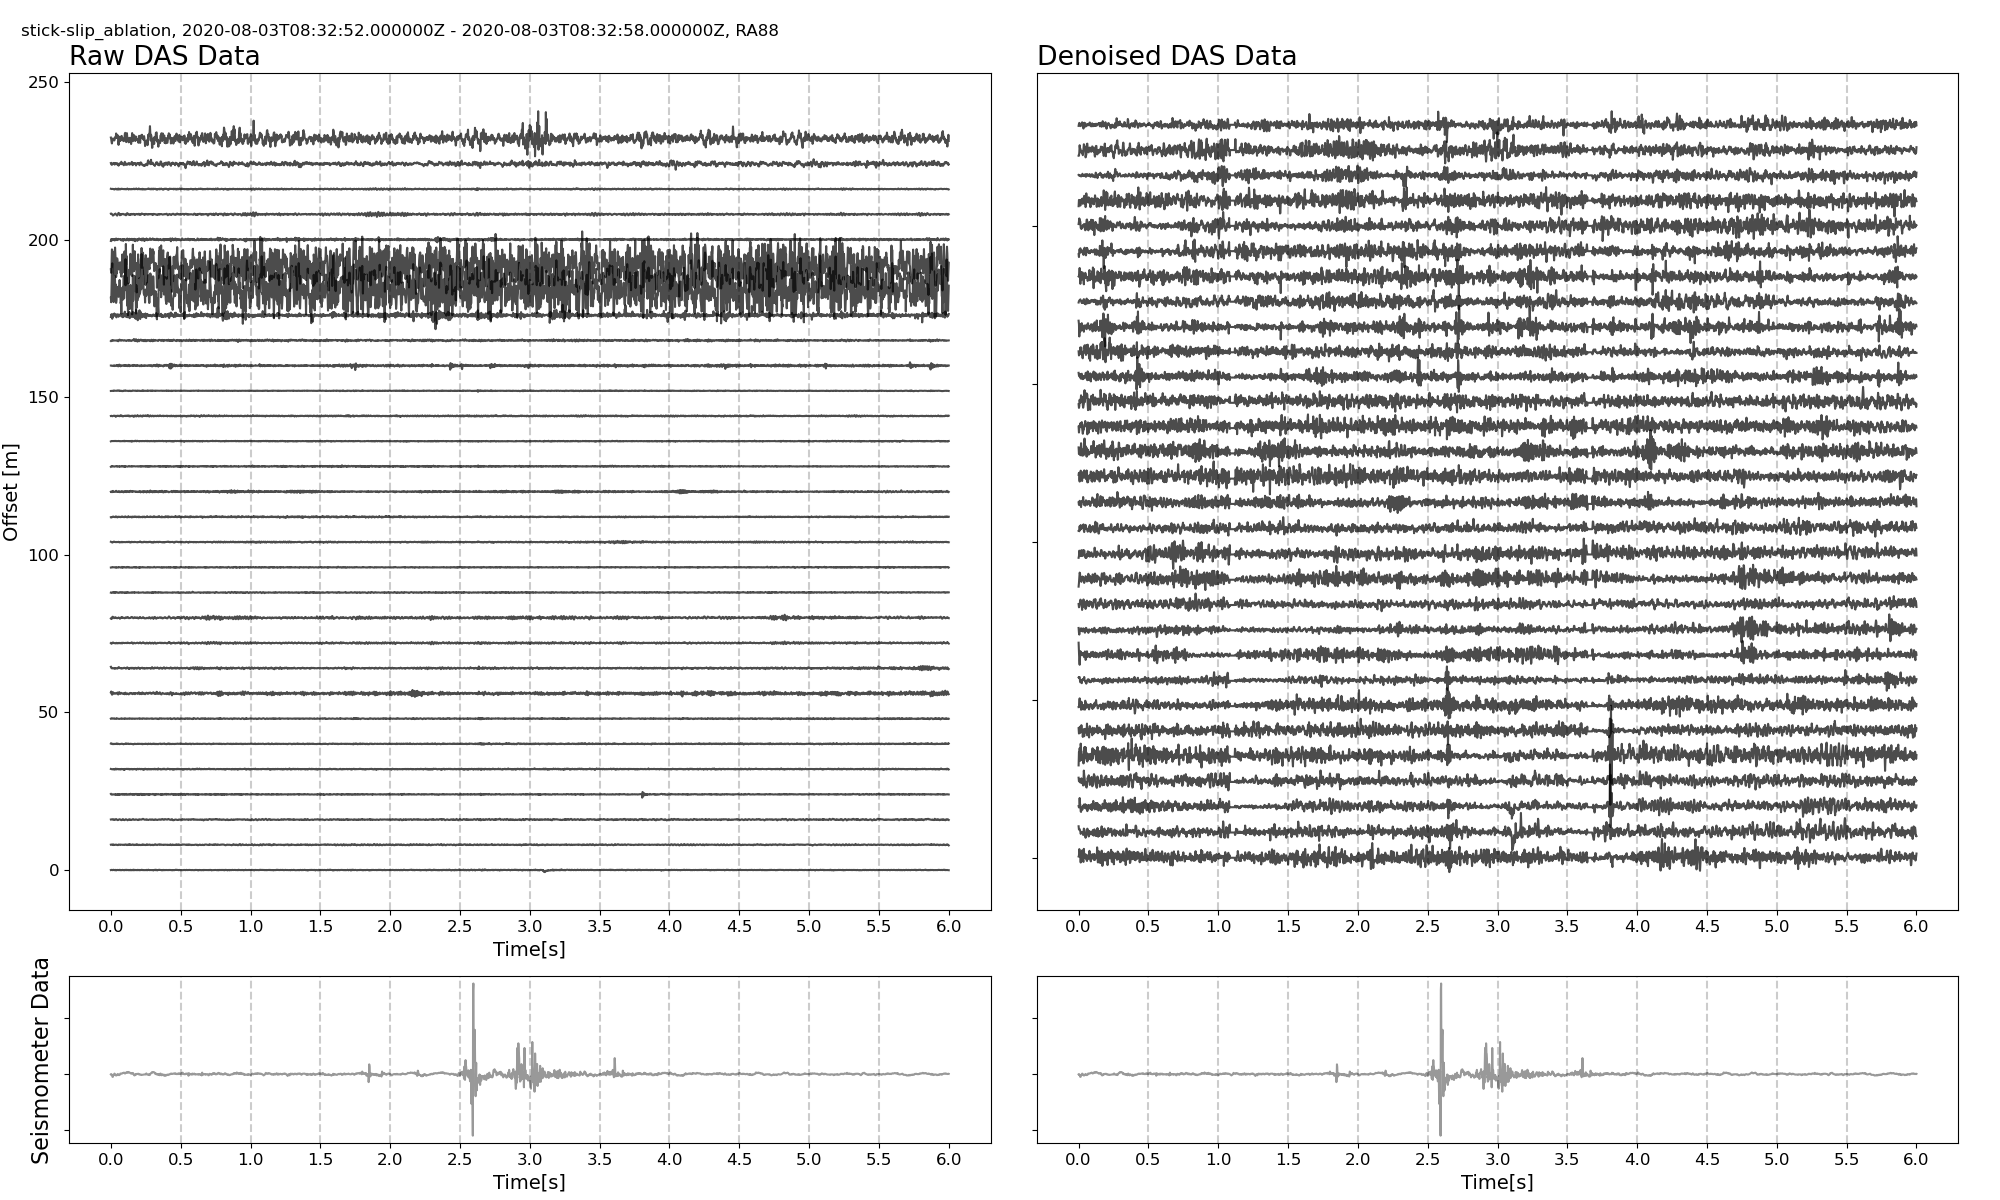 stick-slip_ablation, 2020-08-03T08:32:52.000000Z - 2020-08-03T08:32:58.000000Z, RA88
Raw DAS Data
Denoised DAS Data
250
200
150
100
50
0
Offset [m]
0.0 0.5 1.0 1.5 2.0 2.5 3.0 3.5 4.0 4.5 5.0 5.5 6.0
Time[s]
0.0 0.5 1.0 1.5 2.0 2.5 3.0 3.5 4.0 4.5 5.0 5.5 6.0
Seismometer Data
0.0 0.5 1.0 1.5 2.0 2.5 3.0 3.5 4.0 4.5 5.0 5.5 6.0
Time[s]
0.0 0.5 1.0 1.5 2.0 2.5 3.0 3.5 4.0 4.5 5.0 5.5 6.0
Time[s]